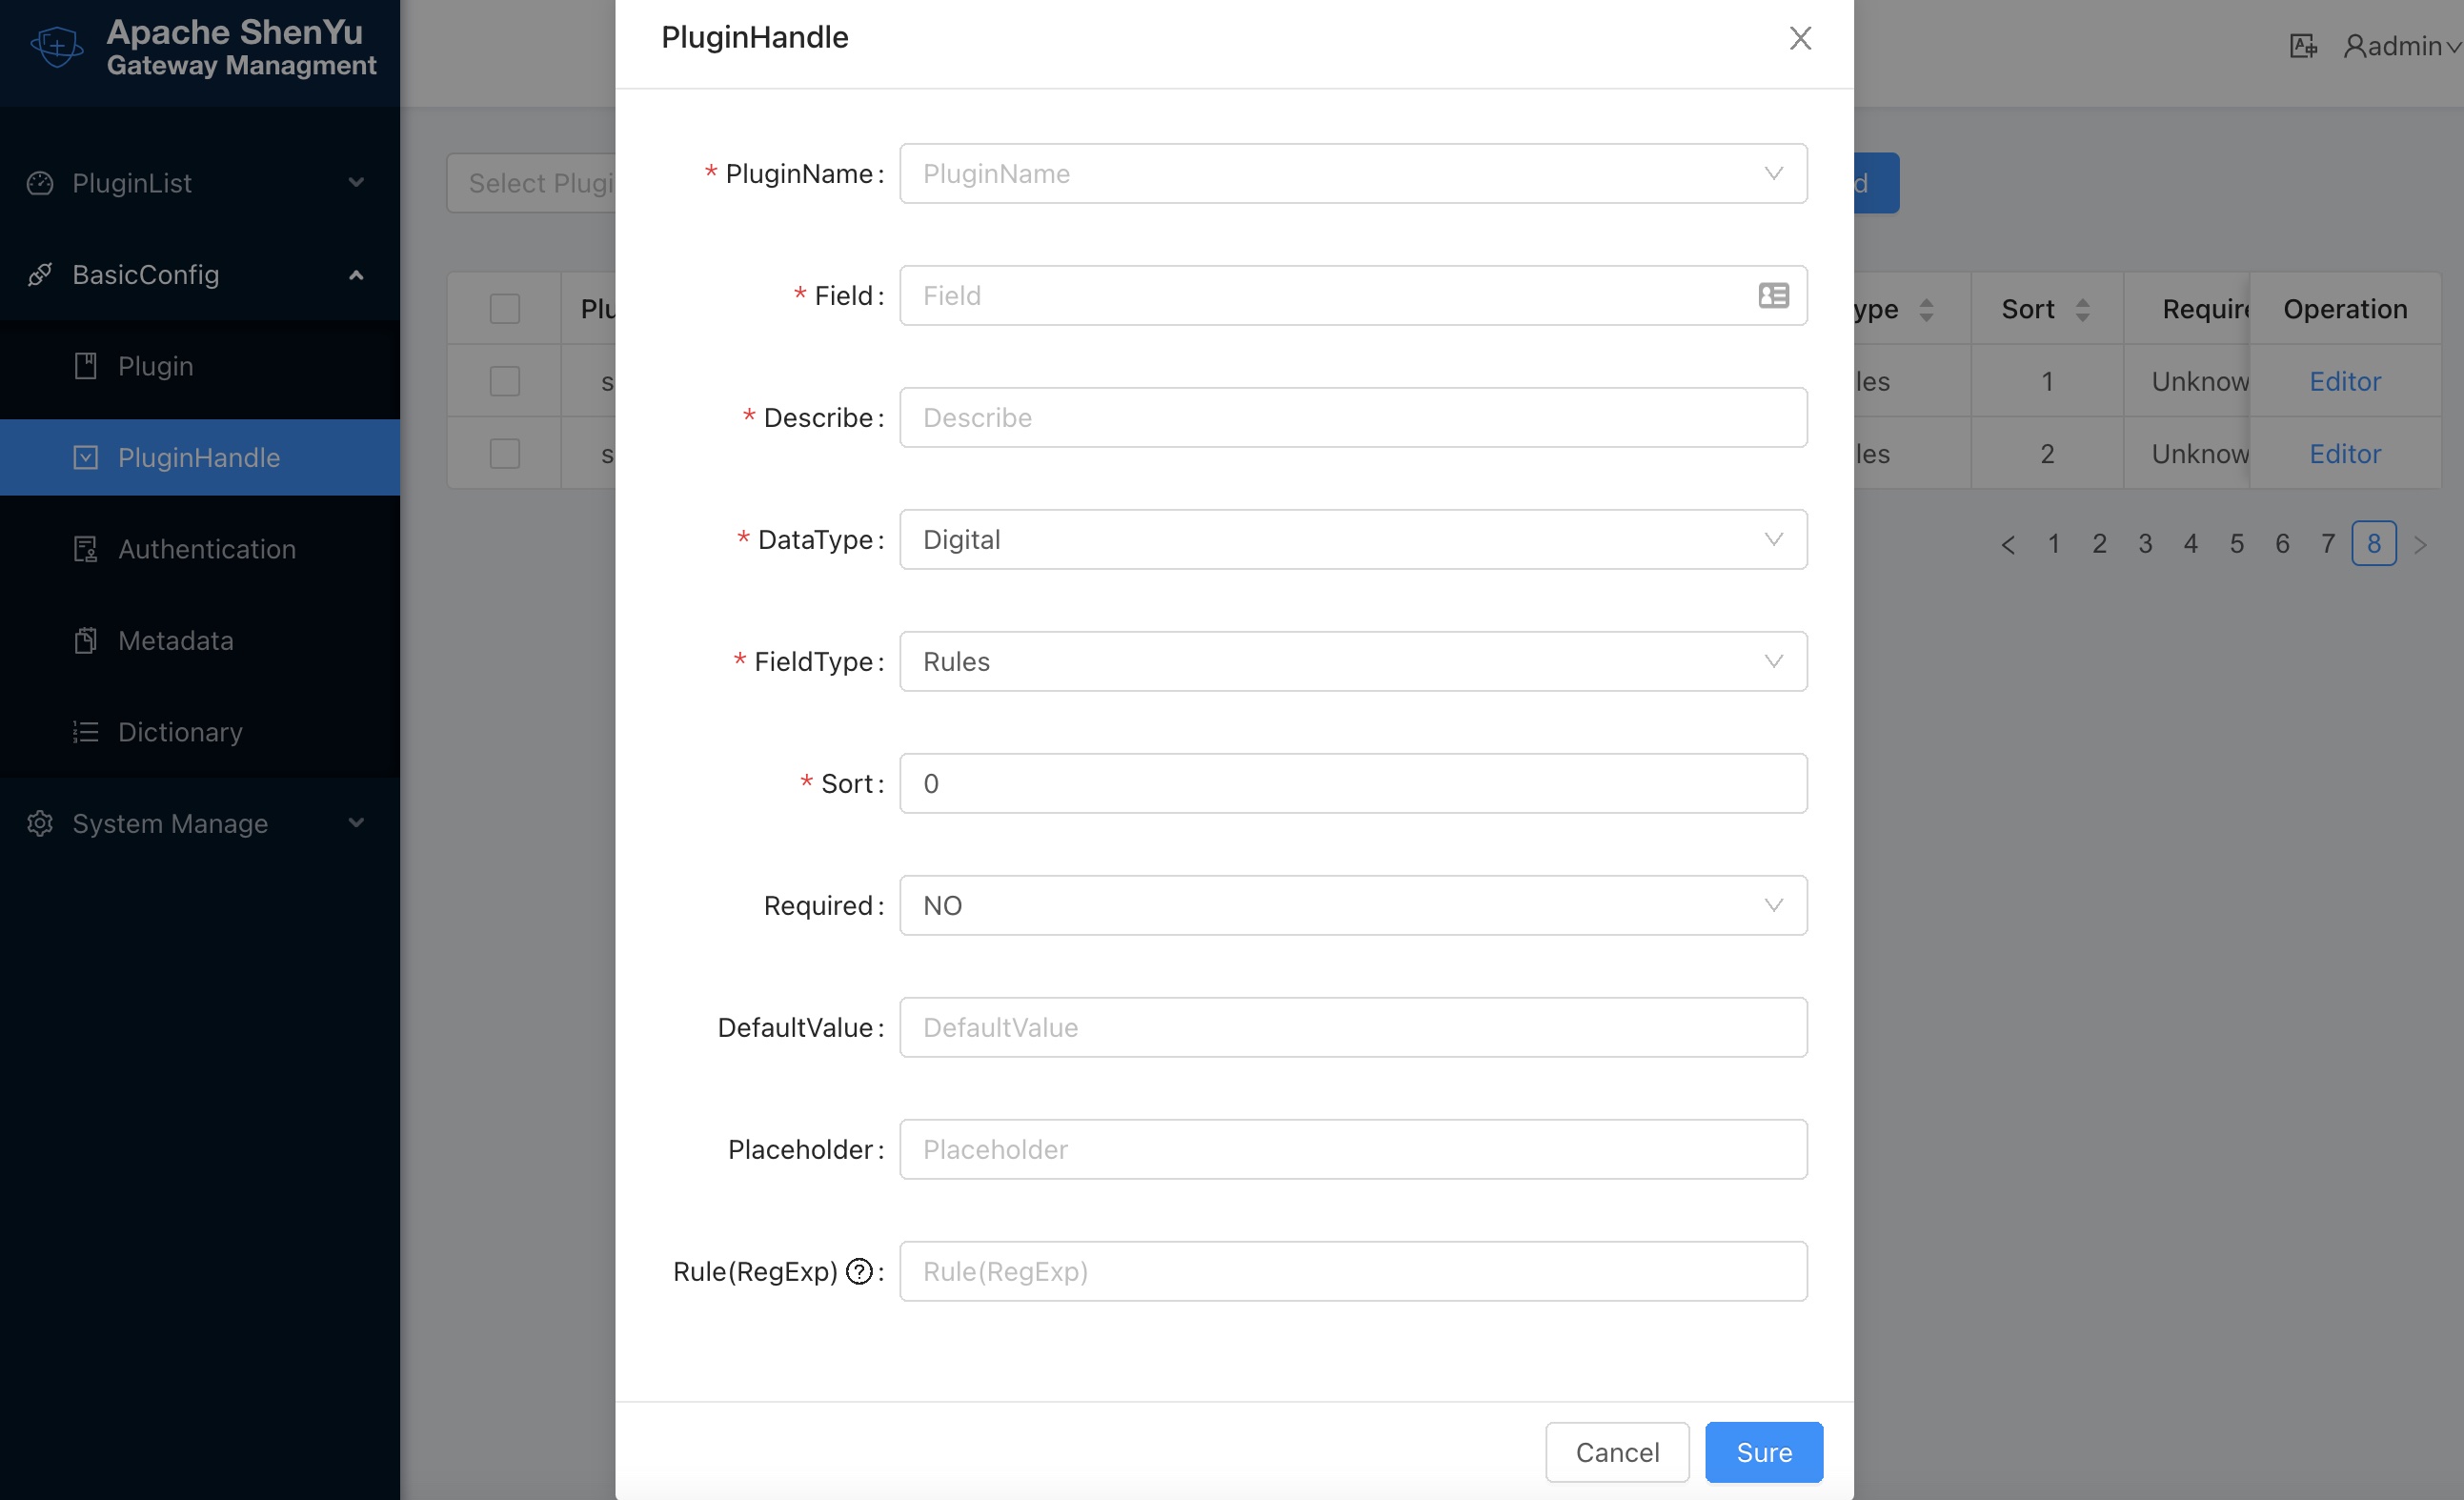 Apache ShenYu
Gateway Managment
PluginList
BasicConfig
Plugin
PluginHandle
Authentication
Metadata
Dictionary
System Manage
admin
Select Plugi
d
Plu
ype
Sort
Require
Operation
s
les
1
Unknow
Editor
s
les
2
Unknow
Editor
< 1 2 3 4 5 6 7 8 >
PluginHandle
* PluginName: PluginName
* Field: Field
* Describe: Describe
* DataType: Digital
* FieldType: Rules
* Sort: 0
Required: NO
DefaultValue: DefaultValue
Placeholder: Placeholder
Rule(RegExp) ?: Rule(RegExp)
Cancel
Sure